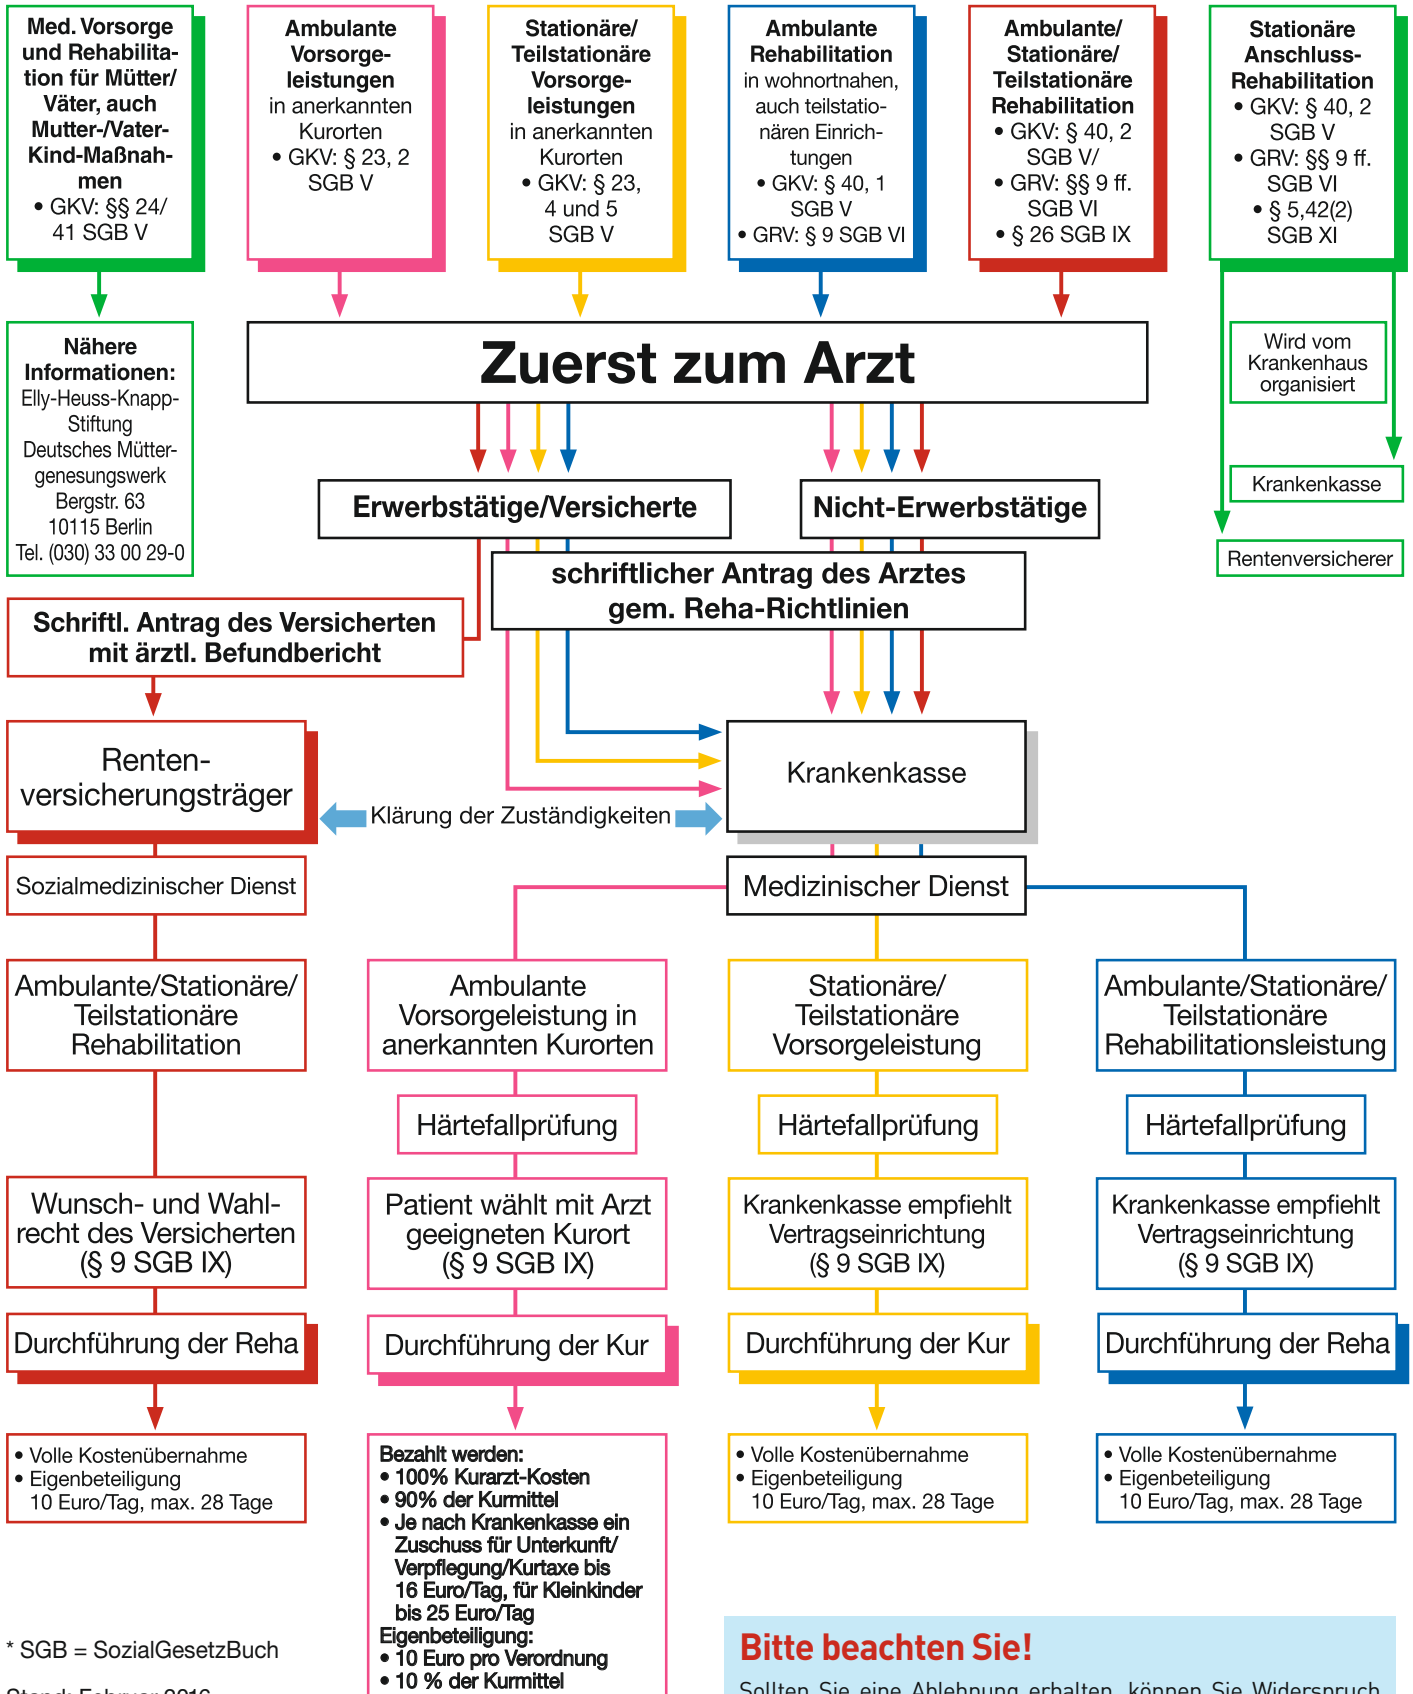 Med. Vorsorge
und Rehabilita-
tion für Mütter/
Väter, auch
Mutter-/Vater-
Kind-Maßnah-
men
• GKV: §§ 24/
41 SGB V
Ambulante
Vorsorge-
leistungen
in anerkannten
Kurorten
• GKV: § 23, 2
SGB V
Stationäre/
Teilstationäre
Vorsorge-
leistungen
in anerkannten
Kurorten
• GKV: § 23,
4 und 5
SGB V
Ambulante
Rehabilitation
in wohnortnahen,
auch teilstatio-
nären Einrich-
tungen
• GKV: § 40, 1
SGB V
• GRV: § 9 SGB VI
Ambulante/
Stationäre/
Teilstationäre
Rehabilitation
• GKV: § 40, 2
SGB V/
• GRV: §§ 9 ff.
SGB VI
• § 26 SGB IX
Stationäre
Anschluss-
Rehabilitation
• GKV: § 40, 2
SGB V
• GRV: §§ 9 ff.
SGB VI
• § 5,42(2)
SGB XI
Nähere
Informationen:
Elly-Heuss-Knapp-
Stiftung
Deutsches Mütter-
genesungswerk
Bergstr. 63
10115 Berlin
Tel. (030) 33 00 29-0
Zuerst zum Arzt
Wird vom
Krankenhaus
organisiert
Krankenkasse
Rentenversicherer
Erwerbstätige/Versicherte
Nicht-Erwerbstätige
schriftlicher Antrag des Arztes
gem. Reha-Richtlinien
Schriftl. Antrag des Versicherten
mit ärztl. Befundbericht
Renten-
versicherungsträger
Klärung der Zuständigkeiten
Krankenkasse
Sozialmedizinischer Dienst
Medizinischer Dienst
Ambulante/Stationäre/
Teilstationäre
Rehabilitation
Ambulante
Vorsorgeleistung in
anerkannten Kurorten
Stationäre/
Teilstationäre
Vorsorgeleistung
Ambulante/Stationäre/
Teilstationäre
Rehabilitationsleistung
Härtefallprüfung
Härtefallprüfung
Härtefallprüfung
Wunsch- und Wahl-
recht des Versicherten
(§ 9 SGB IX)
Patient wählt mit Arzt
geeigneten Kurort
(§ 9 SGB IX)
Krankenkasse empfiehlt
Vertragseinrichtung
(§ 9 SGB IX)
Krankenkasse empfiehlt
Vertragseinrichtung
(§ 9 SGB IX)
Durchführung der Reha
Durchführung der Kur
Durchführung der Kur
Durchführung der Reha
• Volle Kostenübernahme
• Eigenbeteiligung
10 Euro/Tag, max. 28 Tage
Bezahlt werden:
• 100% Kurarzt-Kosten
• 90% der Kurmittel
• Je nach Krankenkasse ein
Zuschuss für Unterkunft/
Verpflegung/Kurtaxe bis
16 Euro/Tag, für Kleinkinder
bis 25 Euro/Tag
Eigenbeteiligung:
• 10 Euro pro Verordnung
• 10 % der Kurmittel
• Volle Kostenübernahme
• Eigenbeteiligung
10 Euro/Tag, max. 28 Tage
• Volle Kostenübernahme
• Eigenbeteiligung
10 Euro/Tag, max. 28 Tage
* SGB = SozialGesetzBuch
Stand: Februar 2016
Bitte beachten Sie!
Sollten Sie eine Ablehnung erhalten, können Sie Widerspruch